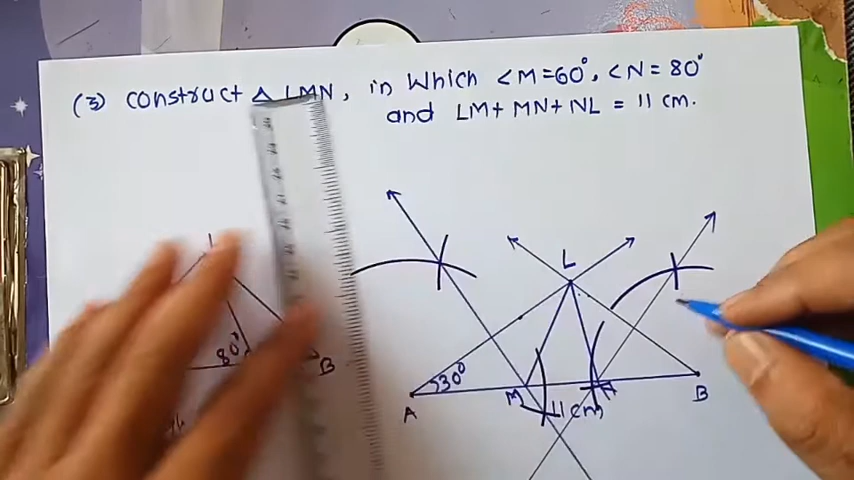 (3) construct Δ LMN, in which <M=60°, <N = 80°
and LM+ MN+ NL = 11 cm.
L
30°
80°
B
A
M
11 cm
N
B